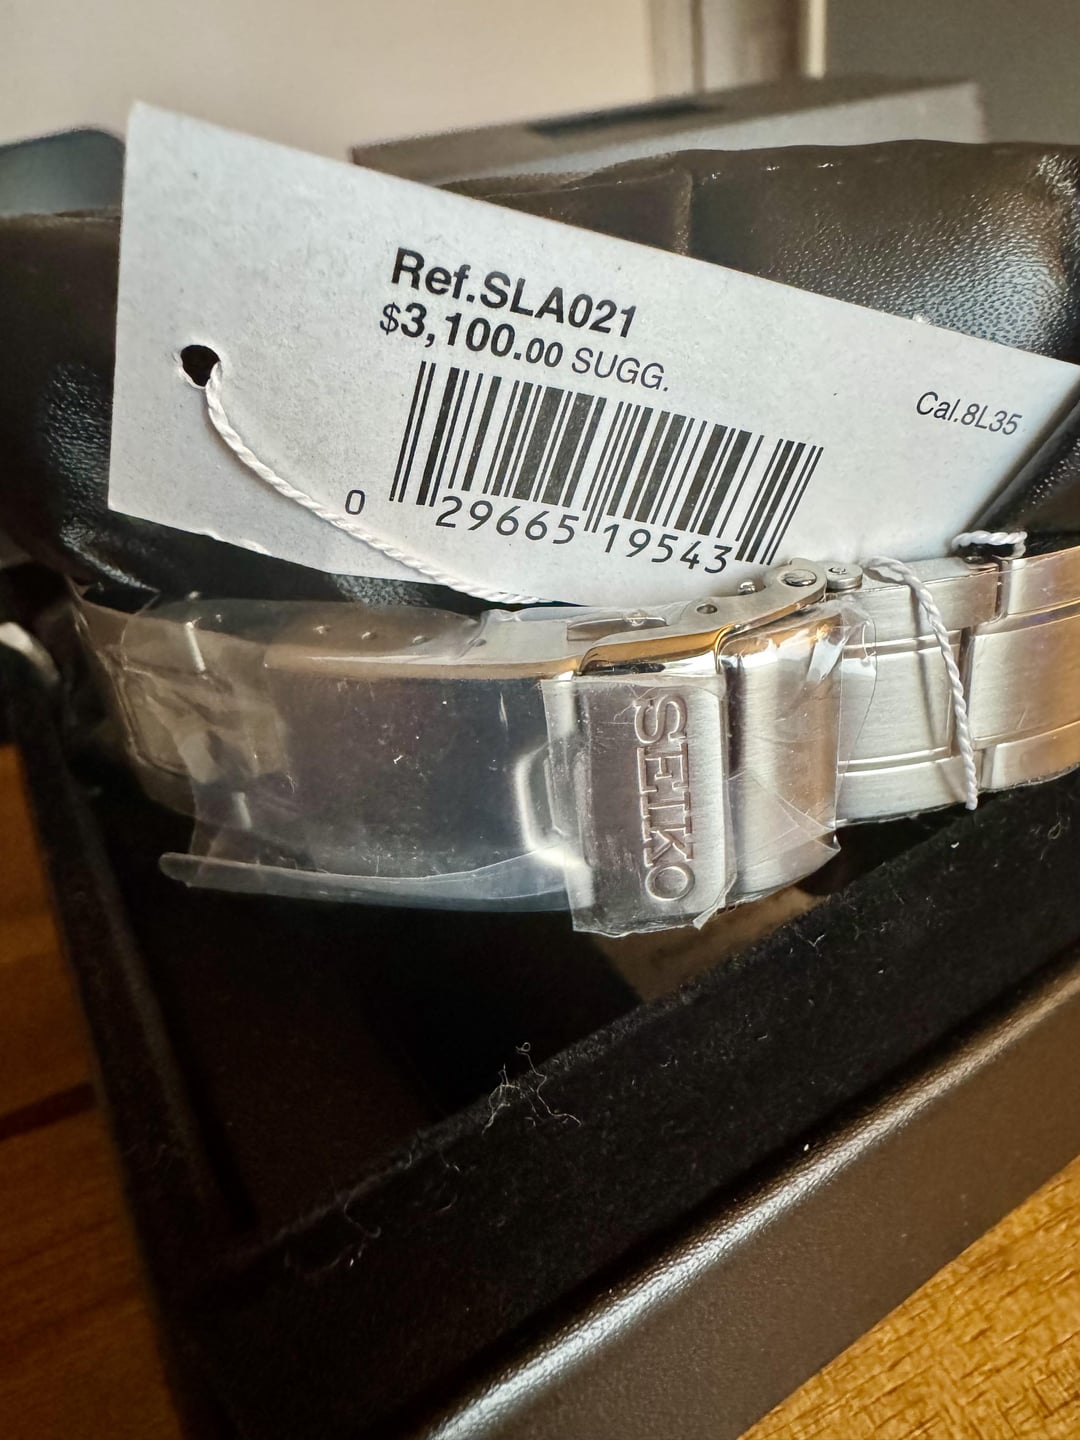 Ref.SLA021
$3,100.00 SUGG.
Cal.8L35
0 29665 19543
SEIKO